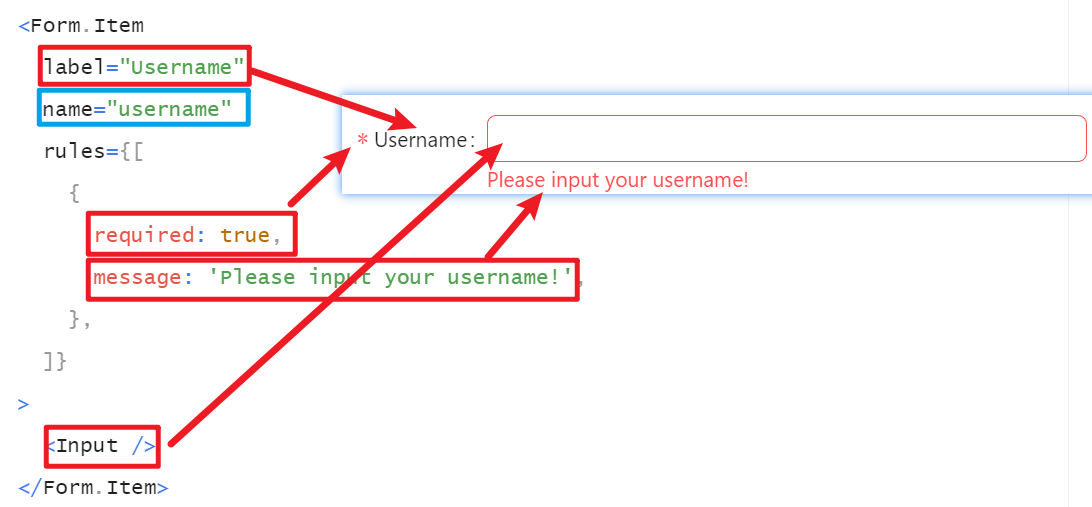 <Form.Item
label="Username"
name="username"
* Username:
rules={[
Please input your username!
{
required: true,
message: 'Please input your username!',
},
]}
>
<Input />
</Form.Item>